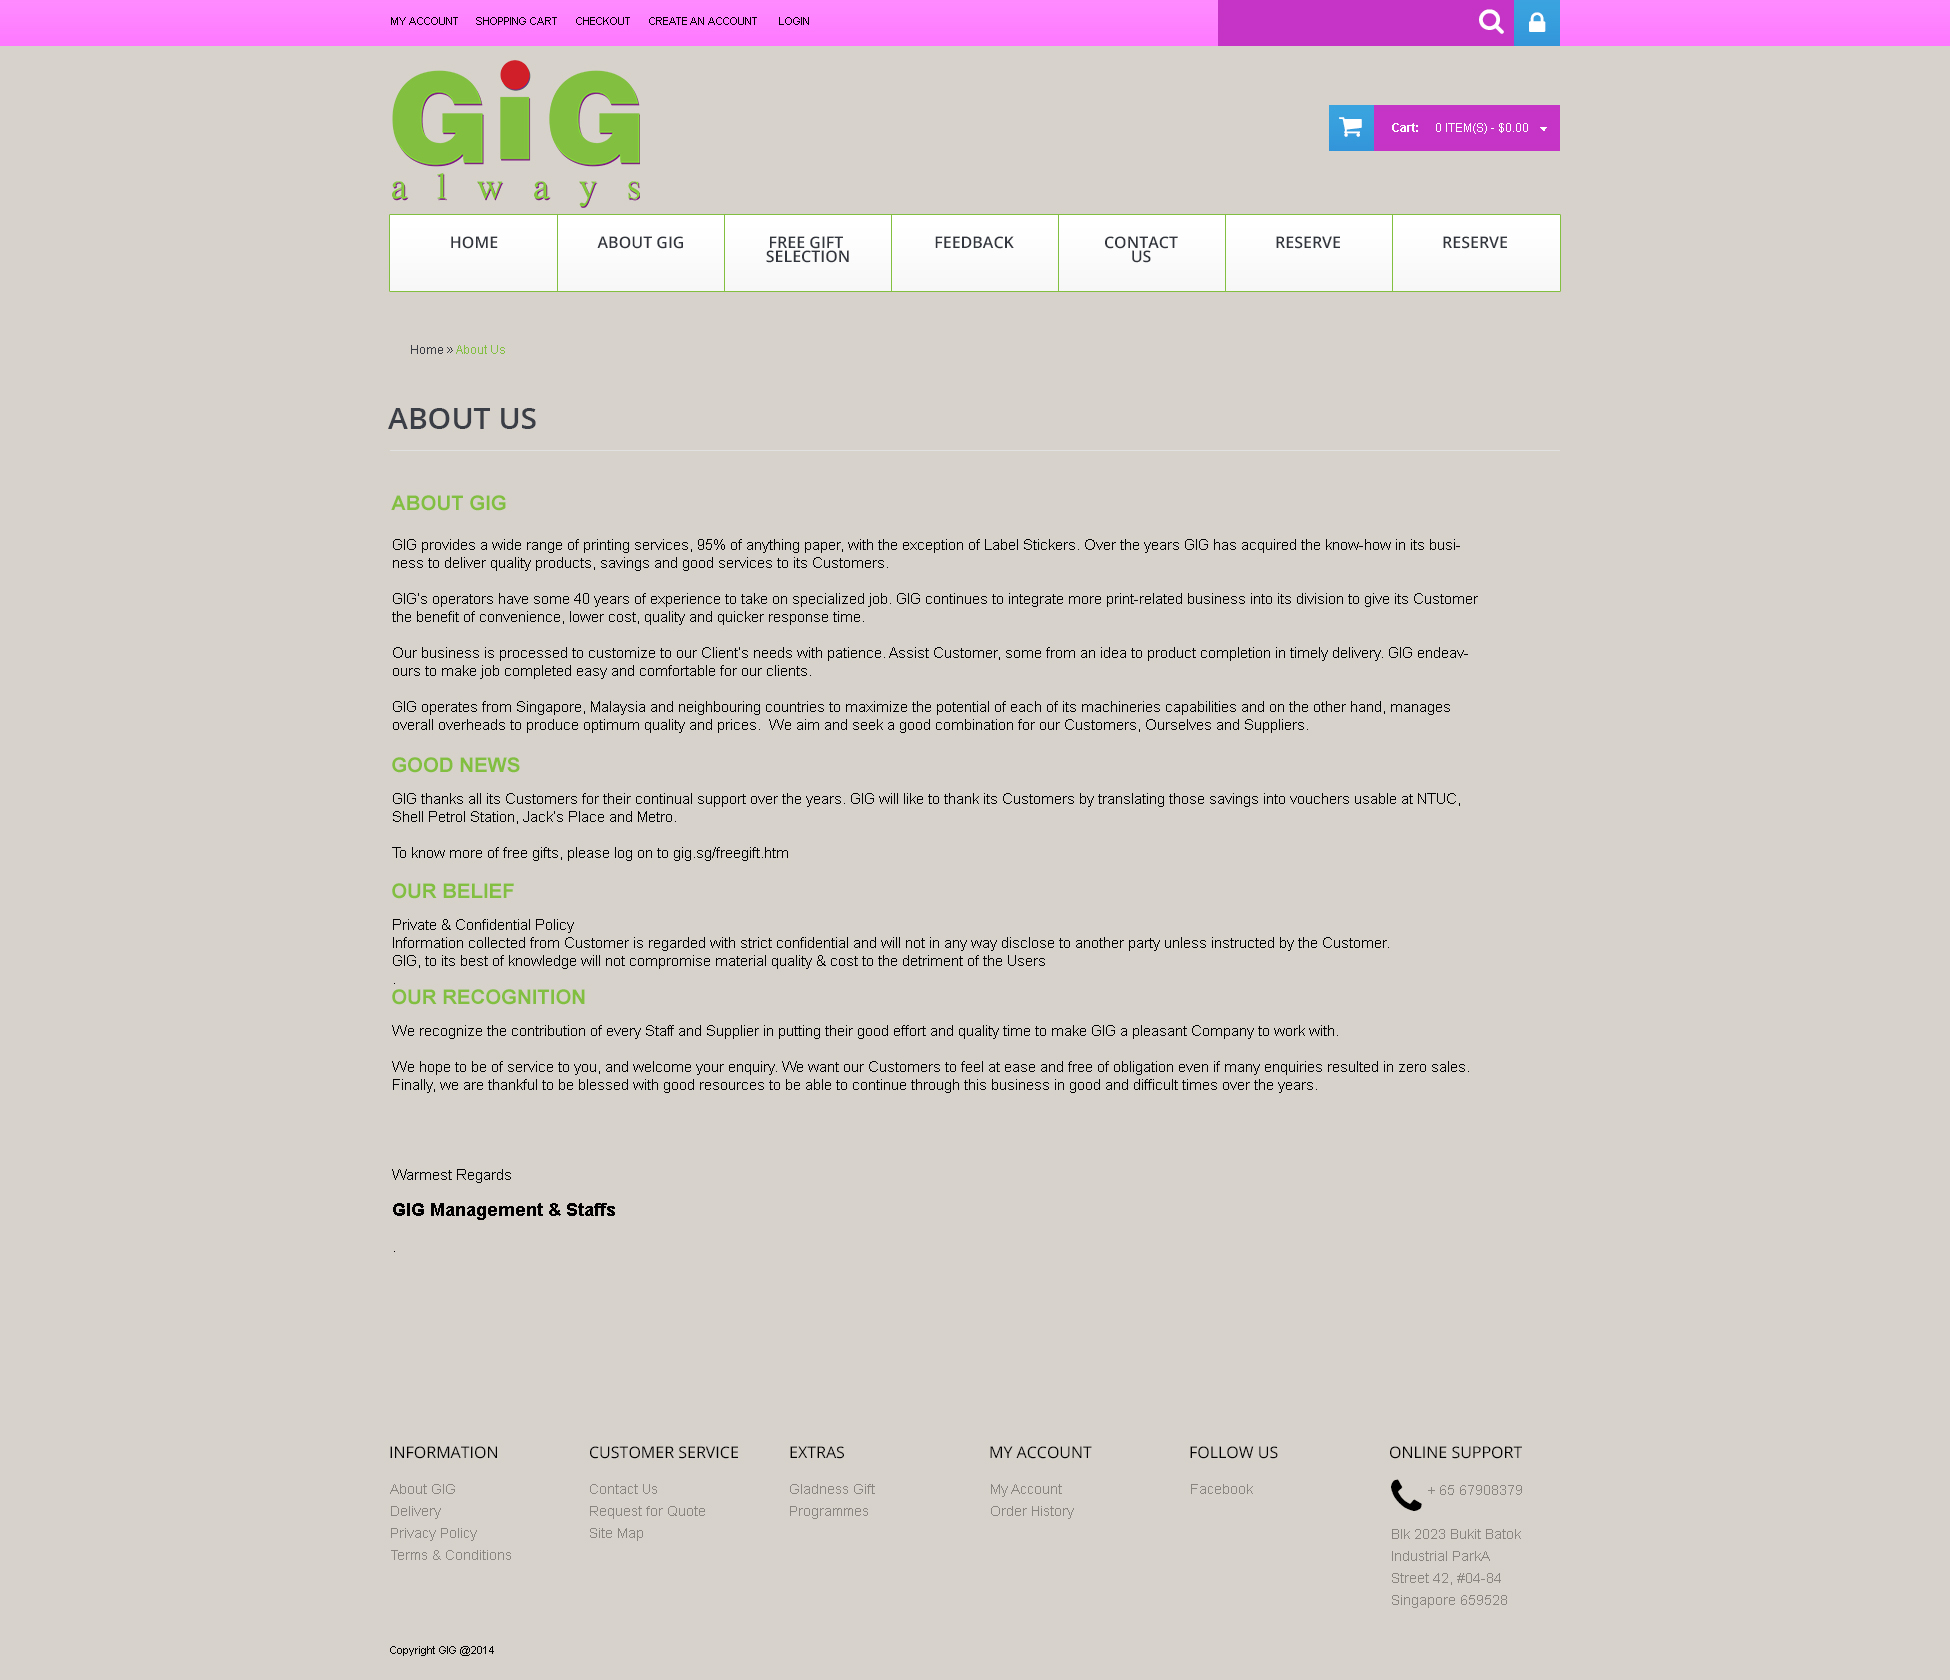 MY ACCOUNT SHOPPING CART CHECKOUT CREATE AN ACCOUNT LOGIN
GiG
always
Cart: 0 ITEM(S) - $0.00
HOME
ABOUT GIG
FREE GIFT
SELECTION
FEEDBACK
CONTACT
US
RESERVE
RESERVE
Home » About Us
ABOUT US
ABOUT GIG
GIG provides a wide range of printing services, 95% of anything paper, with the exception of Label Stickers. Over the years GIG has acquired the know-how in its busi-
ness to deliver quality products, savings and good services to its Customers.
GIG's operators have some 40 years of experience to take on specialized job. GIG continues to integrate more print-related business into its division to give its Customer
the benefit of convenience, lower cost, quality and quicker response time.
Our business is processed to customize to our Client's needs with patience. Assist Customer, some from an idea to product completion in timely delivery. GIG endeav-
ours to make job completed easy and comfortable for our clients.
GIG operates from Singapore, Malaysia and neighbouring countries to maximize the potential of each of its machineries capabilities and on the other hand, manages
overall overheads to produce optimum quality and prices.  We aim and seek a good combination for our Customers, Ourselves and Suppliers.
GOOD NEWS
GIG thanks all its Customers for their continual support over the years. GIG will like to thank its Customers by translating those savings into vouchers usable at NTUC,
Shell Petrol Station, Jack's Place and Metro.
To know more of free gifts, please log on to gig.sg/freegift.htm
OUR BELIEF
Private & Confidential Policy
Information collected from Customer is regarded with strict confidential and will not in any way disclose to another party unless instructed by the Customer.
GIG, to its best of knowledge will not compromise material quality & cost to the detriment of the Users
.
OUR RECOGNITION
We recognize the contribution of every Staff and Supplier in putting their good effort and quality time to make GIG a pleasant Company to work with.
We hope to be of service to you, and welcome your enquiry. We want our Customers to feel at ease and free of obligation even if many enquiries resulted in zero sales.
Finally, we are thankful to be blessed with good resources to be able to continue through this business in good and difficult times over the years.
Warmest Regards
GIG Management & Staffs
.
INFORMATION
About GIG
Delivery
Privacy Policy
Terms & Conditions
CUSTOMER SERVICE
Contact Us
Request for Quote
Site Map
EXTRAS
Gladness Gift
Programmes
MY ACCOUNT
My Account
Order History
FOLLOW US
Facebook
ONLINE SUPPORT
+ 65 67908379
Blk 2023 Bukit Batok
Industrial ParkA
Street 42, #04-84
Singapore 659528
Copyright GIG @2014